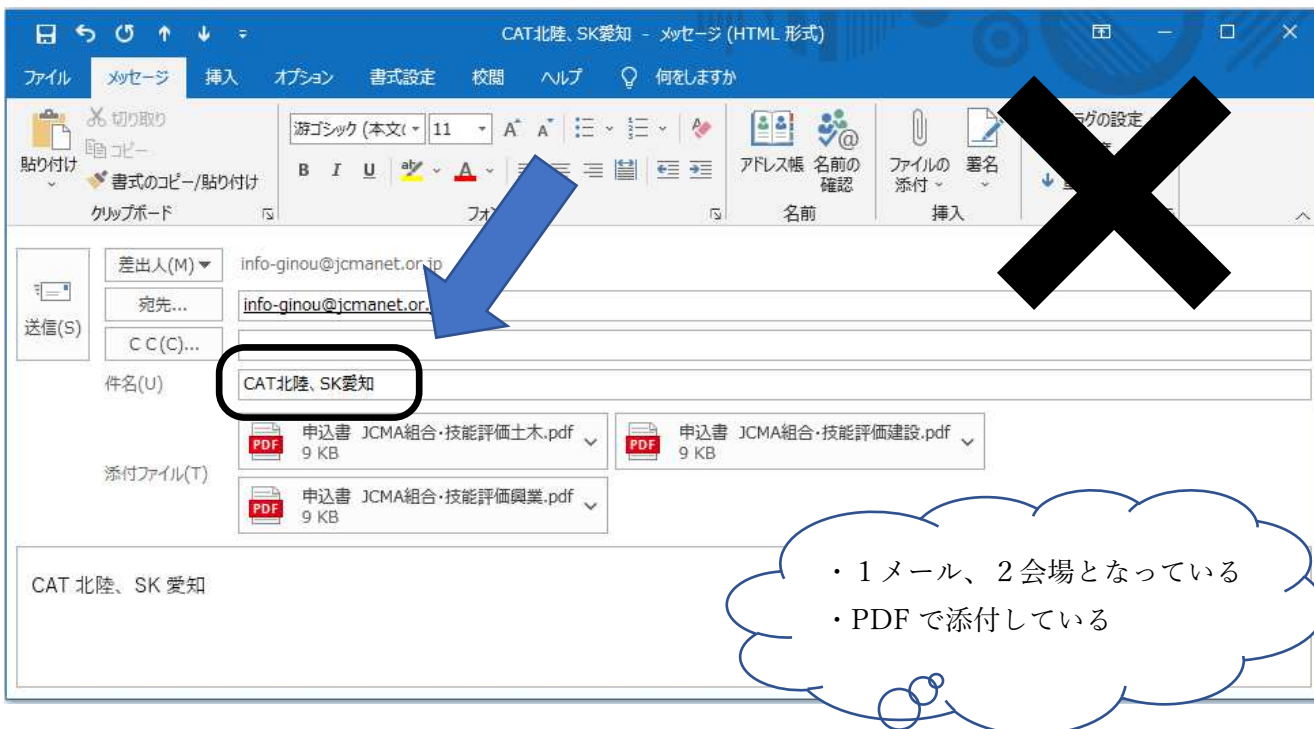 CAT北陸、SK愛知 - メッセージ (HTML 形式)
ファイル メッセージ 挿入 オプション 書式設定 校閲 ヘルプ 何をしますか
貼り付け
切り取り
コピー
書式のコピー/貼り付け
クリップボード
游ゴシック (本文( 11
B I U
アドレス帳 名前の確認
名前
ファイルの添付 署名
挿入
グの設定
送信(S)
差出人(M) info-ginou@jcmanet.or.jp
宛先... info-ginou@jcmanet.or.
C C (C)...
件名(U) CAT北陸、SK愛知
添付ファイル(T)
申込書 JCMA組合・技能評価土木.pdf
9 KB
申込書 JCMA組合・技能評価建設.pdf
9 KB
申込書 JCMA組合・技能評価興業.pdf
9 KB
CAT 北陸、SK 愛知
・1メール、2会場となっている
・PDF で添付している